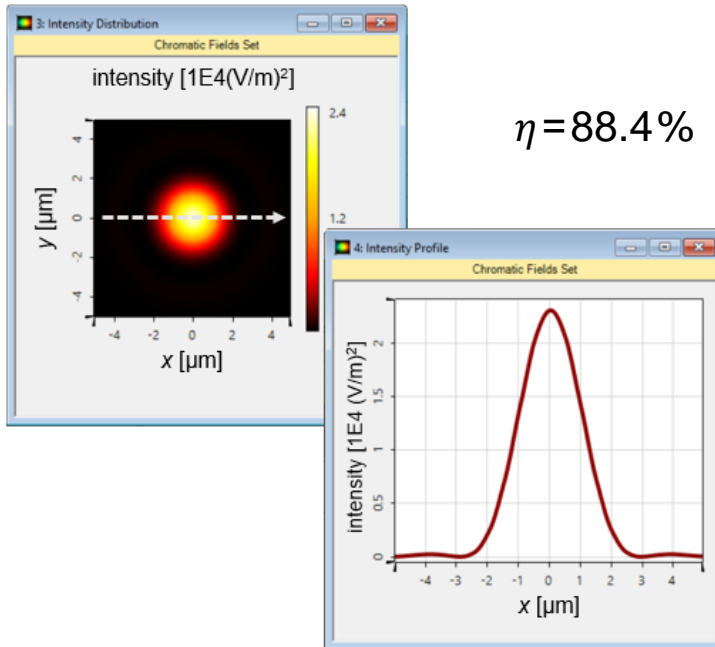 3: Intensity Distribution
Chromatic Fields Set
intensity [1E4(V/m)²]
2.4
1.2
y [µm]
4
2
0
-2
-4
-4 -2 0 2 4
x [µm]
η=88.4%
4: Intensity Profile
Chromatic Fields Set
intensity [1E4 (V/m)²]
2
1.5
1
0.5
0
-4 -3 -2 -1 0 1 2 3 4
x [µm]